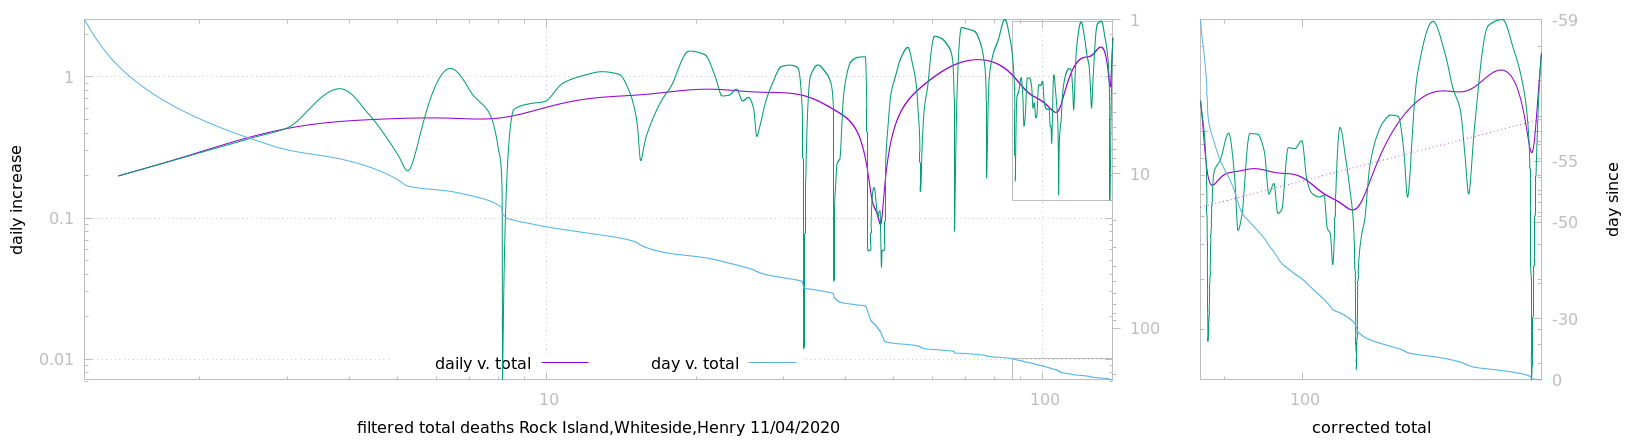 1
0.1
0.01
daily increase
daily v. total
day v. total
10
100
filtered total deaths Rock Island,Whiteside,Henry 11/04/2020
1
10
100
-59
-55
-50
-30
0
day since
100
corrected total